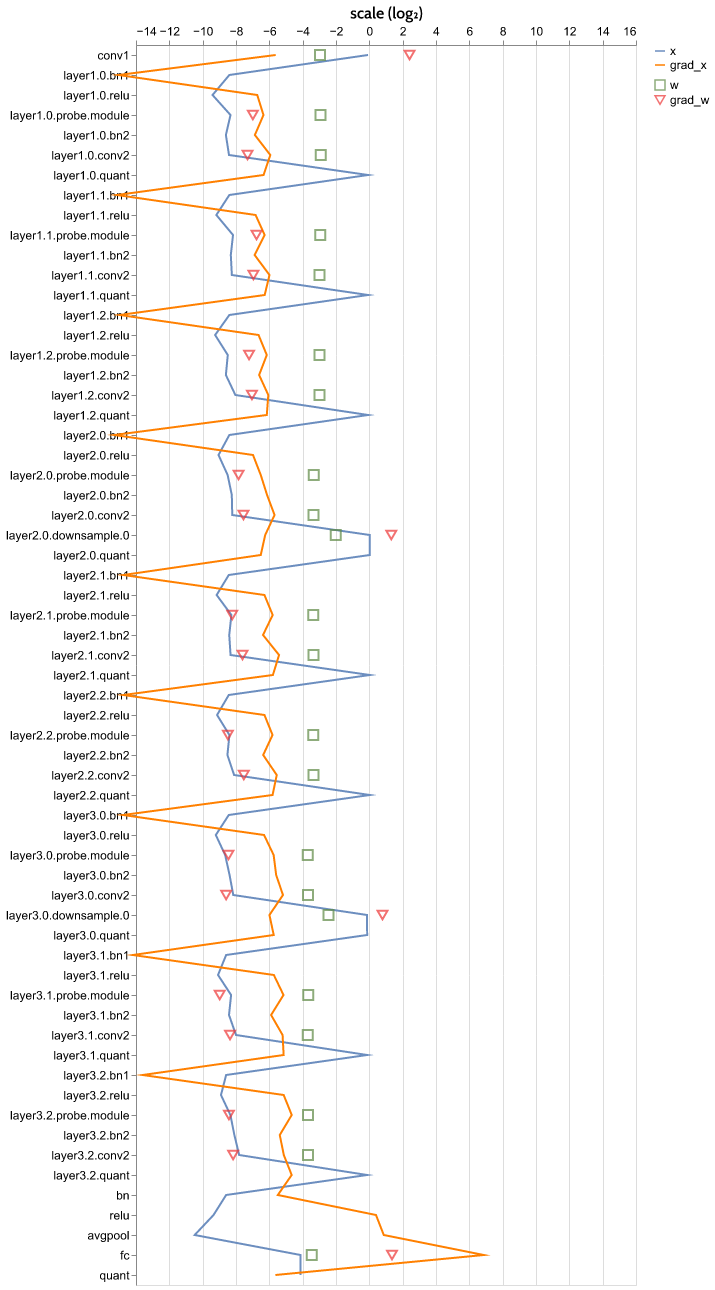 scale (log₂)
−14 −12 −10 −8 −6 −4 −2 0 2 4 6 8 10 12 14 16
x
grad_x
w
grad_w
conv1
layer1.0.bn1
layer1.0.relu
layer1.0.probe.module
layer1.0.bn2
layer1.0.conv2
layer1.0.quant
layer1.1.bn1
layer1.1.relu
layer1.1.probe.module
layer1.1.bn2
layer1.1.conv2
layer1.1.quant
layer1.2.bn1
layer1.2.relu
layer1.2.probe.module
layer1.2.bn2
layer1.2.conv2
layer1.2.quant
layer2.0.bn1
layer2.0.relu
layer2.0.probe.module
layer2.0.bn2
layer2.0.conv2
layer2.0.downsample.0
layer2.0.quant
layer2.1.bn1
layer2.1.relu
layer2.1.probe.module
layer2.1.bn2
layer2.1.conv2
layer2.1.quant
layer2.2.bn1
layer2.2.relu
layer2.2.probe.module
layer2.2.bn2
layer2.2.conv2
layer2.2.quant
layer3.0.bn1
layer3.0.relu
layer3.0.probe.module
layer3.0.bn2
layer3.0.conv2
layer3.0.downsample.0
layer3.0.quant
layer3.1.bn1
layer3.1.relu
layer3.1.probe.module
layer3.1.bn2
layer3.1.conv2
layer3.1.quant
layer3.2.bn1
layer3.2.relu
layer3.2.probe.module
layer3.2.bn2
layer3.2.conv2
layer3.2.quant
bn
relu
avgpool
fc
quant